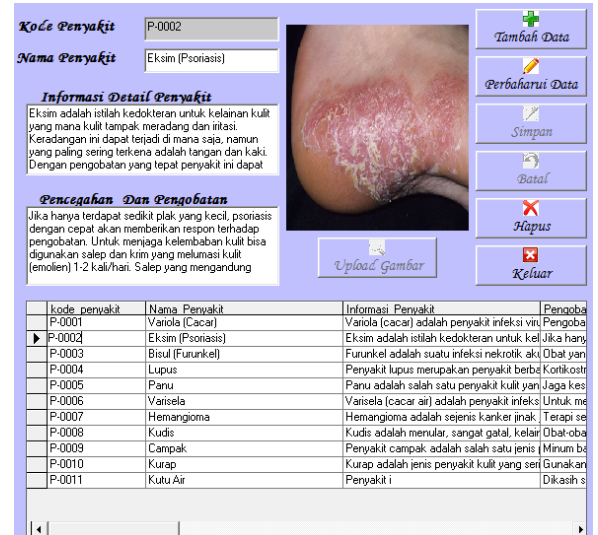 Kode Penyakit
P-0002
Nama Penyakit
Eksim (Psoriasis)
Informasi Detail Penyakit
Eksim adalah istilah kedokteran untuk kelainan kulit
yang mana kulit tampak meradang dan iritasi.
Keradangan ini dapat terjadi di mana saja, namun
yang paling sering terkena adalah tangan dan kaki.
Dengan pengobatan yang tepat penyakit ini dapat
Pencegahan Dan Pengobatan
Jika hanya terdapat sedikit plak yang kecil, psoriasis
dengan cepat akan memberikan respon terhadap
pengobatan. Untuk menjaga kelembaban kulit bisa
digunakan salep dan krim yang melumasi kulit
(emolien) 1-2 kali/hari. Salep yang mengandung
Upload Gambar
Tambah Data
Perbaharui Data
Simpan
Batal
Hapus
Keluar
kode_penyakit Nama_Penyakit Informasi_Penyakit Pengoba
P-0001 Variola (Cacar) Variola (cacar) adalah penyakit infeksi viru Pengoba
P-0002 Eksim (Psoriasis) Eksim adalah istilah kedokteran untuk kel Jika hany
P-0003 Bisul (Furunkel) Furunkel adalah suatu infeksi nekrotik aku Obat yan
P-0004 Lupus Penyakit lupus merupakan penyakit berba Kortikostr
P-0005 Panu Panu adalah salah satu penyakit kulit yan Jaga kes
P-0006 Varisela Varisela (cacar air) adalah penyakit infeks Untuk me
P-0007 Hemangioma Hemangioma adalah sejenis kanker jinak Terapi se
P-0008 Kudis Kudis adalah menular, sangat gatal, kelair Obat-oba
P-0009 Campak Penyakit campak adalah salah satu jenis Minum ba
P-0010 Kurap Kurap adalah jenis penyakit kulit yang seri Gunakan
P-0011 Kutu Air Penyakit i Dikasih s